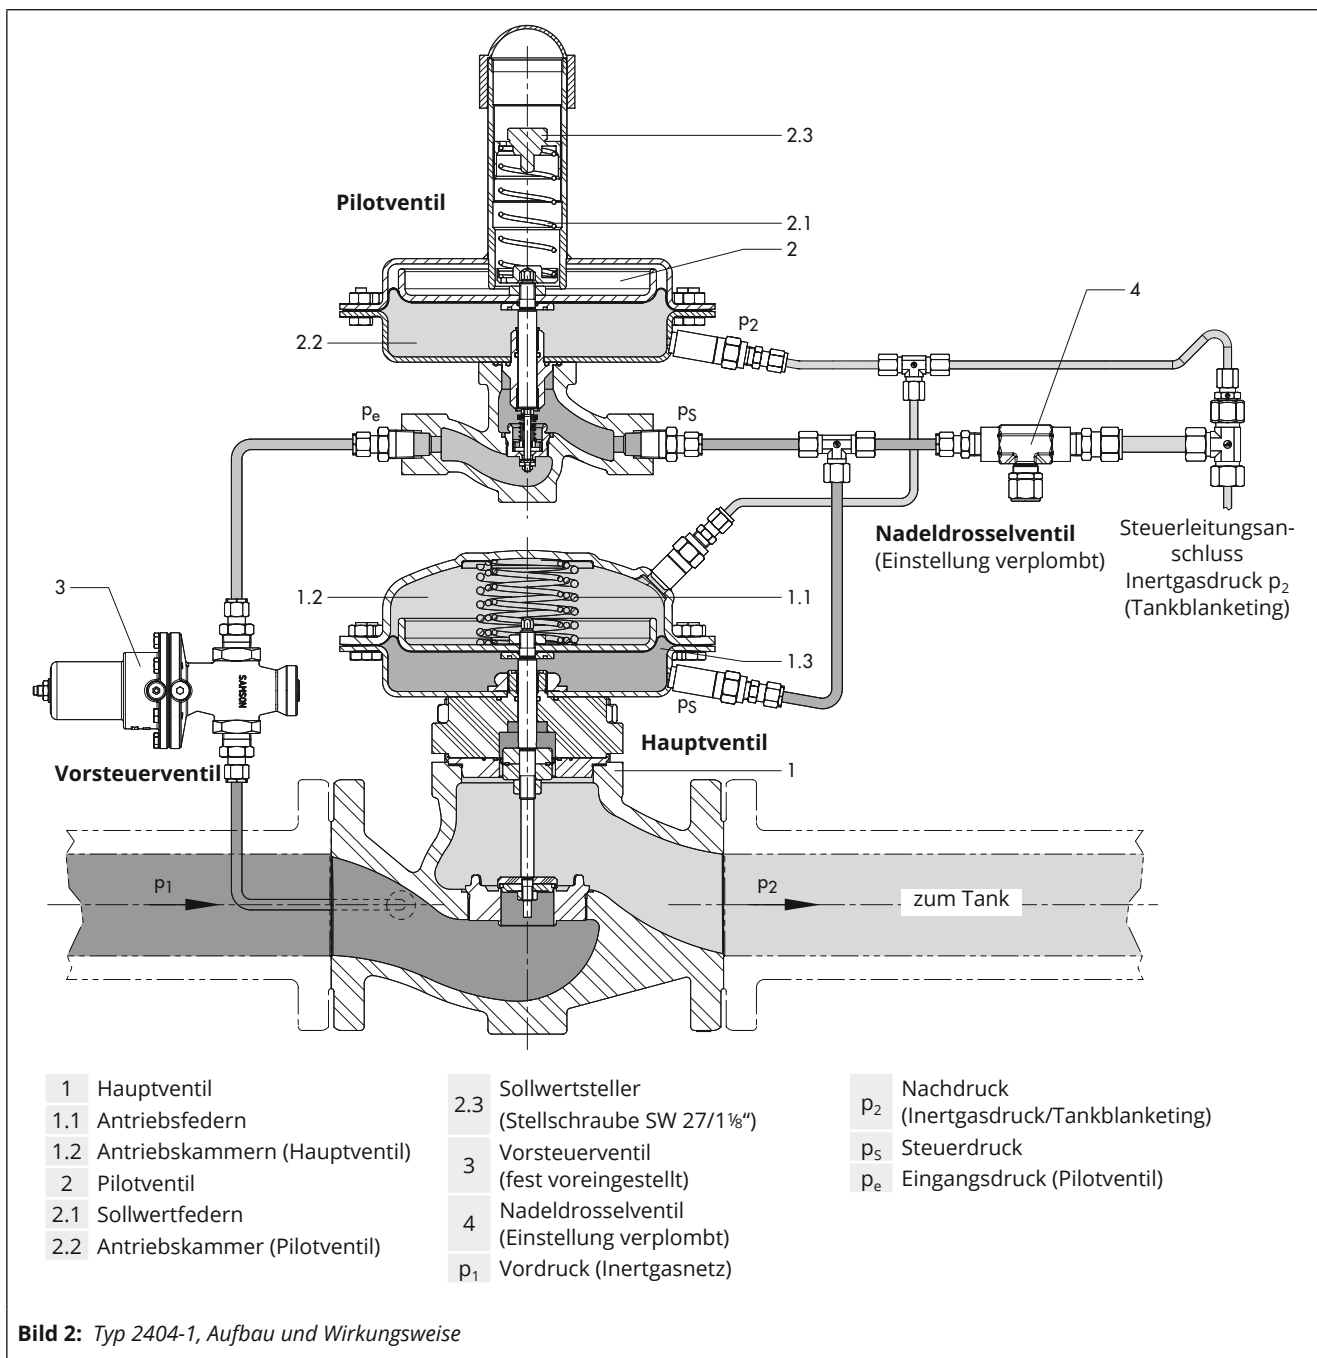 2.3
Pilotventil
2.1
2
4
p2
2.2
pe
pS
Nadeldrosselventil
(Einstellung verplombt)
Steuerleitungsan-
schluss
Inertgasdruck p2
(Tankblanketing)
3
1.2
1.1
1.3
SAMSON
pS
Hauptventil
Vorsteuerventil
1
p1
p2
zum Tank
1 Hauptventil
1.1 Antriebsfedern
1.2 Antriebskammern (Hauptventil)
2 Pilotventil
2.1 Sollwertfedern
2.2 Antriebskammer (Pilotventil)
2.3 Sollwertsteller
(Stellschraube SW 27/1⅛“)
3 Vorsteuerventil
(fest voreingestellt)
4 Nadeldrosselventil
(Einstellung verplombt)
p1 Vordruck (Inertgasnetz)
p2 Nachdruck
(Inertgasdruck/Tankblanketing)
pS Steuerdruck
pe Eingangsdruck (Pilotventil)
Bild 2: Typ 2404-1, Aufbau und Wirkungsweise